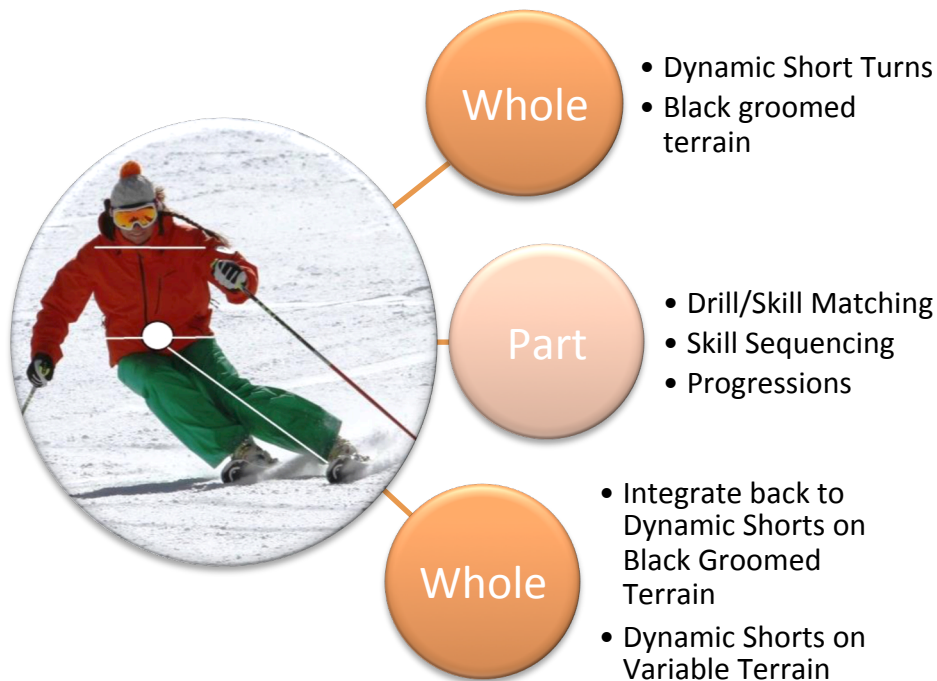 Whole
• Dynamic Short Turns
• Black groomed
terrain
Part
• Drill/Skill Matching
• Skill Sequencing
• Progressions
Whole
• Integrate back to
Dynamic Shorts on
Black Groomed
Terrain
• Dynamic Shorts on
Variable Terrain